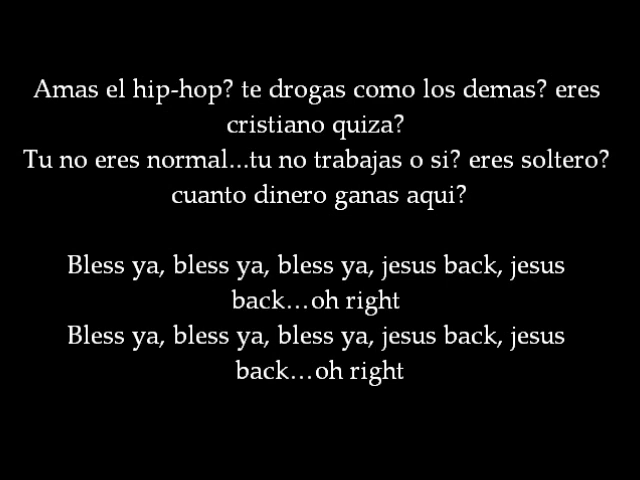 Amas el hip-hop? te drogas como los demas? eres
cristiano quiza?
Tu no eres normal...tu no trabajas o si? eres soltero?
cuanto dinero ganas aqui?
Bless ya, bless ya, bless ya, jesus back, jesus
back...oh right
Bless ya, bless ya, bless ya, jesus back, jesus
back...oh right